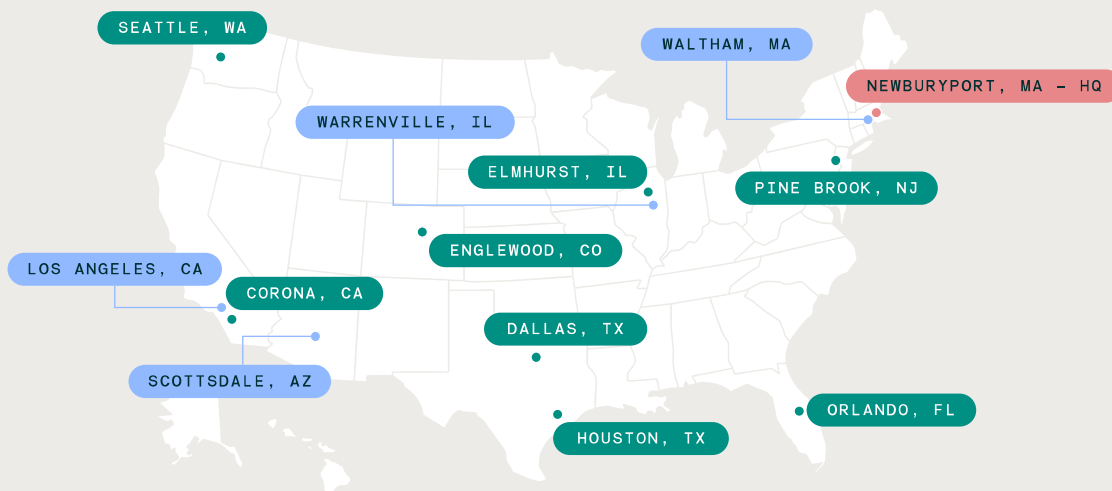 SEATTLE, WA
WALTHAM, MA
NEWBURYPORT, MA – HQ
WARRENVILLE, IL
ELMHURST, IL
PINE BROOK, NJ
ENGLEWOOD, CO
LOS ANGELES, CA
CORONA, CA
DALLAS, TX
SCOTTSDALE, AZ
ORLANDO, FL
HOUSTON, TX